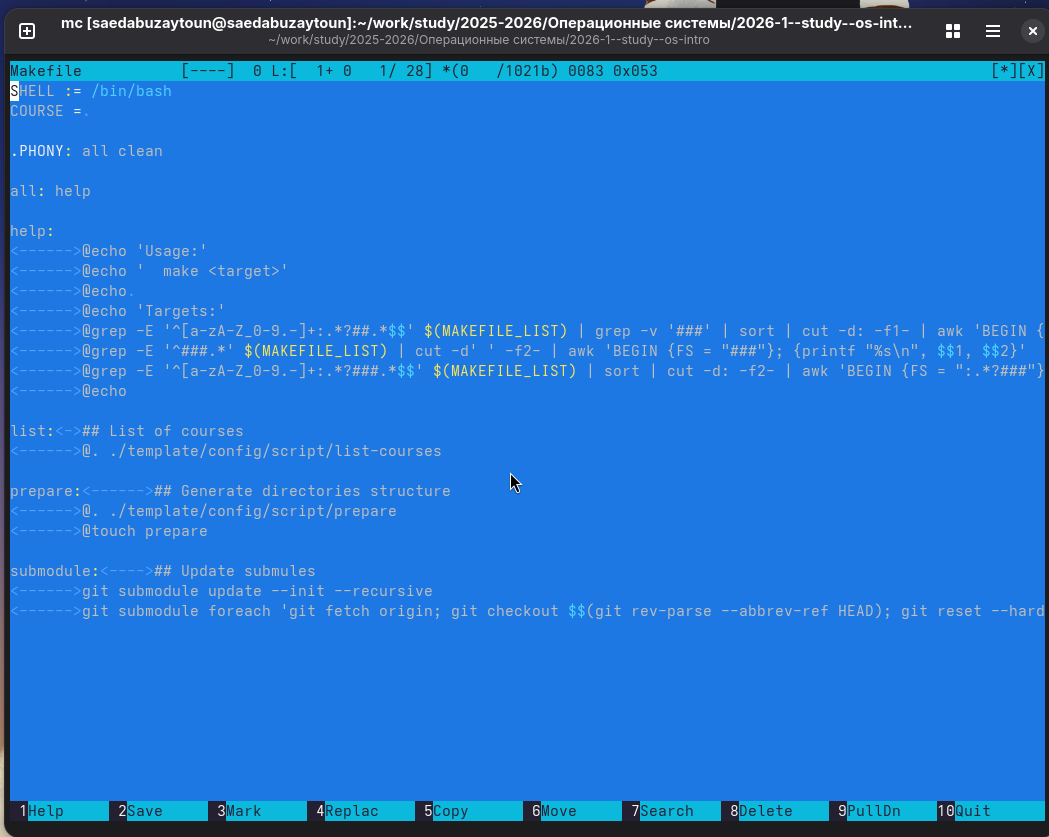 mc [saedabuzaytoun@saedabuzaytoun]:~/work/study/2025-2026/Операционные системы/2026-1--study--os-int...
~/work/study/2025-2026/Операционные системы/2026-1--study--os-intro
Makefile [----] 0 L:[ 1+ 0 1/ 28] *(0 /1021b) 0083 0x053 [*][X]
SHELL := /bin/bash
COURSE =.
.PHONY: all clean
all: help
help:
<------>@echo 'Usage:'
<------>@echo '  make <target>'
<------>@echo.
<------>@echo 'Targets:'
<------>@grep -E '^[a-zA-Z_0-9.-]+:.*?##.*$$' $(MAKEFILE_LIST) | grep -v '###' | sort | cut -d: -f1- | awk 'BEGIN {
<------>@grep -E '^###.*' $(MAKEFILE_LIST) | cut -d' ' -f2- | awk 'BEGIN {FS = "###"}; {printf "%s\n", $$1, $$2}'
<------>@grep -E '^[a-zA-Z_0-9.-]+:.*?###.*$$' $(MAKEFILE_LIST) | sort | cut -d: -f2- | awk 'BEGIN {FS = ":.*?###"}
<------>@echo
list:<->## List of courses
<------>@. ./template/config/script/list-courses
prepare:<------>## Generate directories structure
<------>@. ./template/config/script/prepare
<------>@touch prepare
submodule:<---->## Update submules
<------>git submodule update --init --recursive
<------>git submodule foreach 'git fetch origin; git checkout $$(git rev-parse --abbrev-ref HEAD); git reset --hard
1Help 2Save 3Mark 4Replac 5Copy 6Move 7Search 8Delete 9PullDn 10Quit